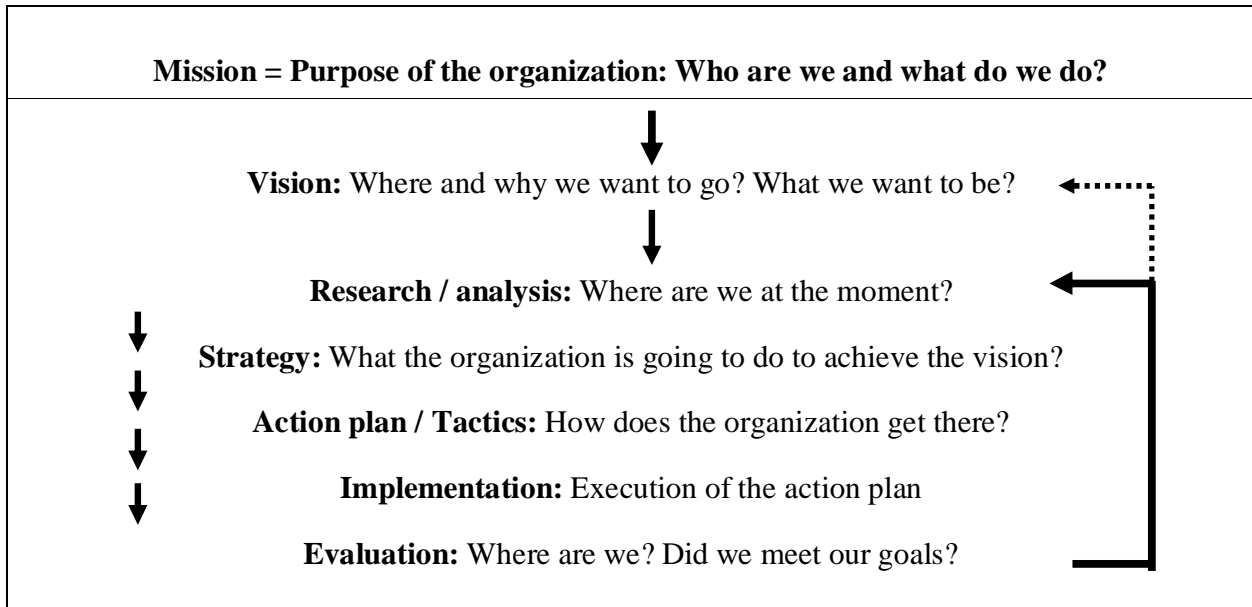 Mission = Purpose of the organization: Who are we and what do we do?
Vision: Where and why we want to go? What we want to be?
Research / analysis: Where are we at the moment?
Strategy: What the organization is going to do to achieve the vision?
Action plan / Tactics: How does the organization get there?
Implementation: Execution of the action plan
Evaluation: Where are we? Did we meet our goals?